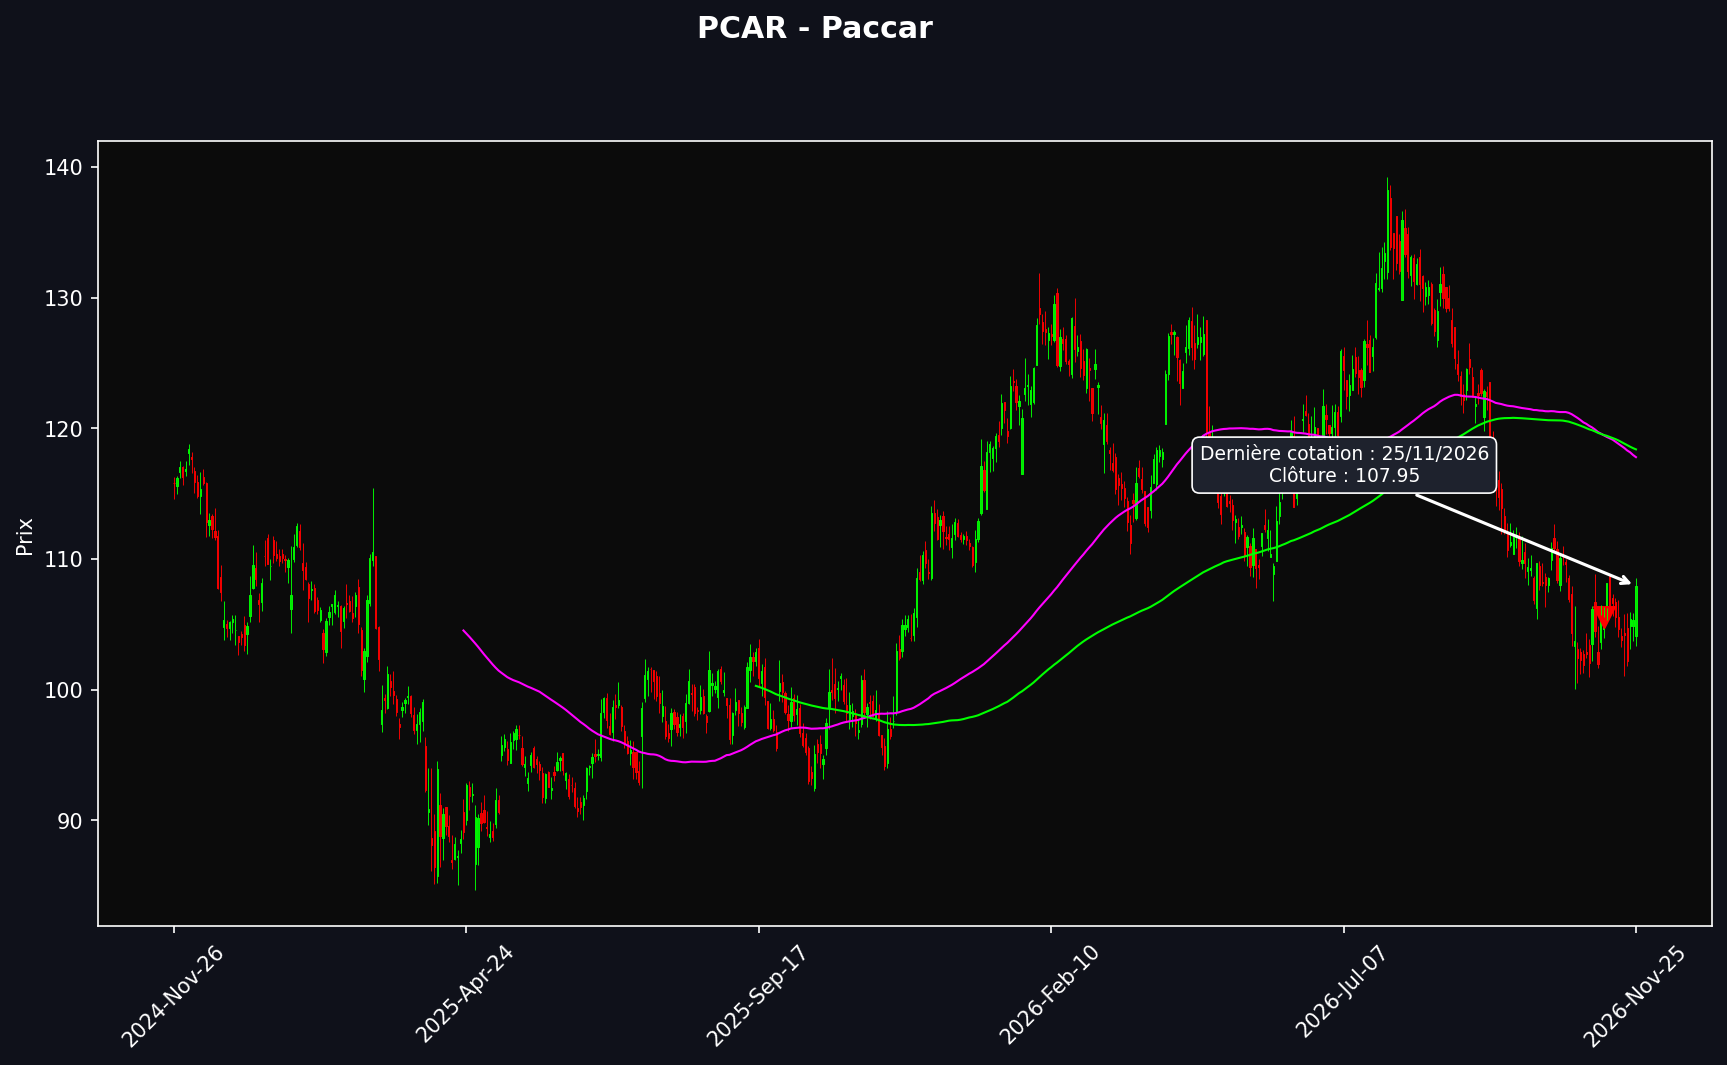 PCAR - Paccar
Prix
140
130
120
110
100
90
Dernière cotation : 25/11/2026
Clôture : 107.95
2024-Nov-26
2025-Apr-24
2025-Sep-17
2026-Feb-10
2026-Jul-07
2026-Nov-25